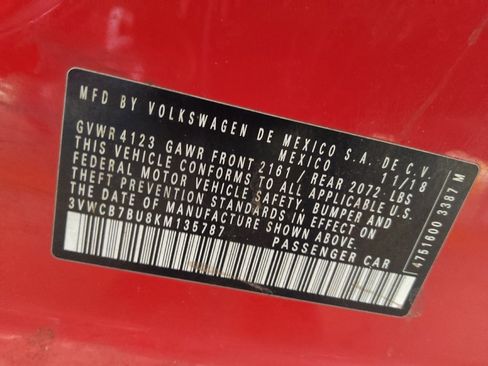 MFD BY VOLKSWAGEN DE MEXICO S.A. DE C.V.
MEXICO 11/18
GVWR 4123 GAWR FRONT 2161 / REAR 2072 LBS
THIS VEHICLE CONFORMS TO ALL APPLICABLE U.S.
FEDERAL MOTOR VEHICLE SAFETY, BUMPER AND
THEFT PREVENTION STANDARDS IN EFFECT ON
THE DATE OF MANUFACTURE SHOWN ABOVE.
3VWCB7BU8KM135787
PASSENGER CAR
4751600 3387 M